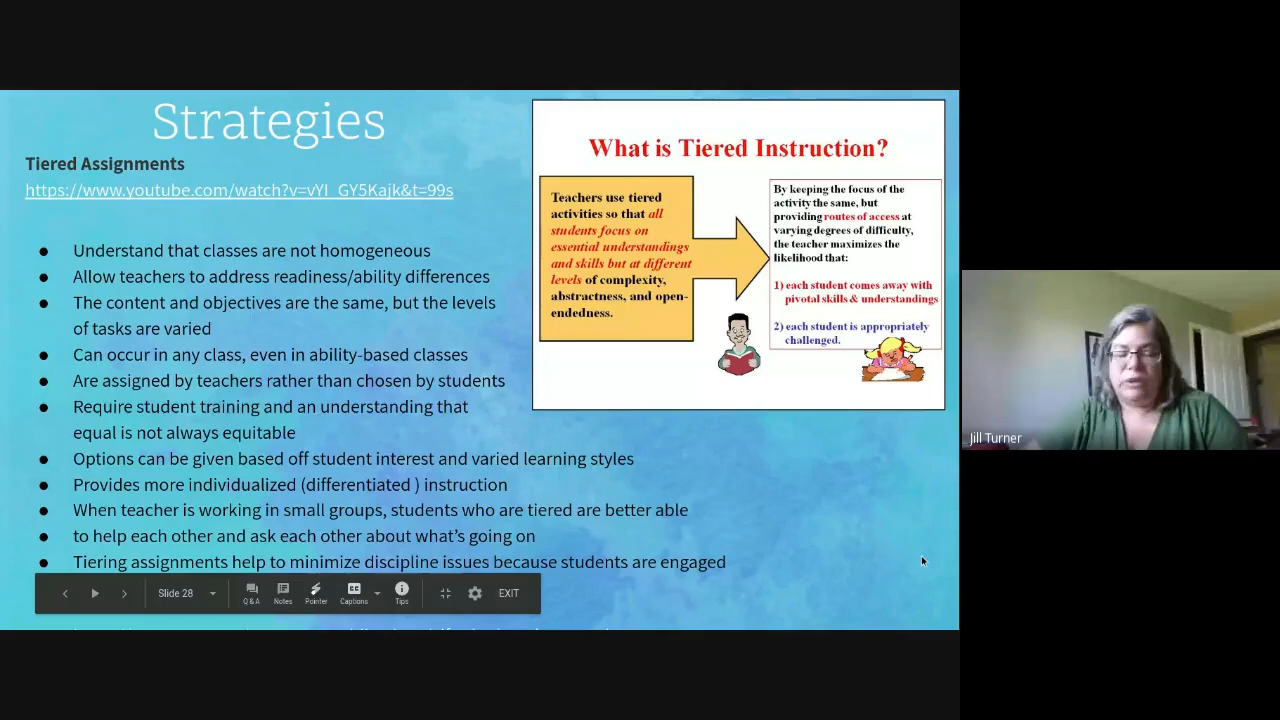 Strategies
Tiered Assignments
https://www.youtube.com/watch?v=vYI_GY5Kajk&t=99s
● Understand that classes are not homogeneous
● Allow teachers to address readiness/ability differences
● The content and objectives are the same, but the levels
of tasks are varied
● Can occur in any class, even in ability-based classes
● Are assigned by teachers rather than chosen by students
● Require student training and an understanding that
equal is not always equitable
● Options can be given based off student interest and varied learning styles
● Provides more individualized (differentiated ) instruction
● When teacher is working in small groups, students who are tiered are better able
● to help each other and ask each other about what's going on
● Tiering assignments help to minimize discipline issues because students are engaged
What is Tiered Instruction?
Teachers use tiered
activities so that all
students focus on
essential understandings
and skills but at different
levels of complexity,
abstractness, and open-
endedness.
By keeping the focus of the
activity the same, but
providing routes of access at
varying degrees of difficulty,
the teacher maximizes the
likelihood that:
1) each student comes away with
pivotal skills & understandings
2) each student is appropriately
challenged.
Slide 28
Q & A
Notes
Pointer
Captions
Tips
EXIT
Jill Turner